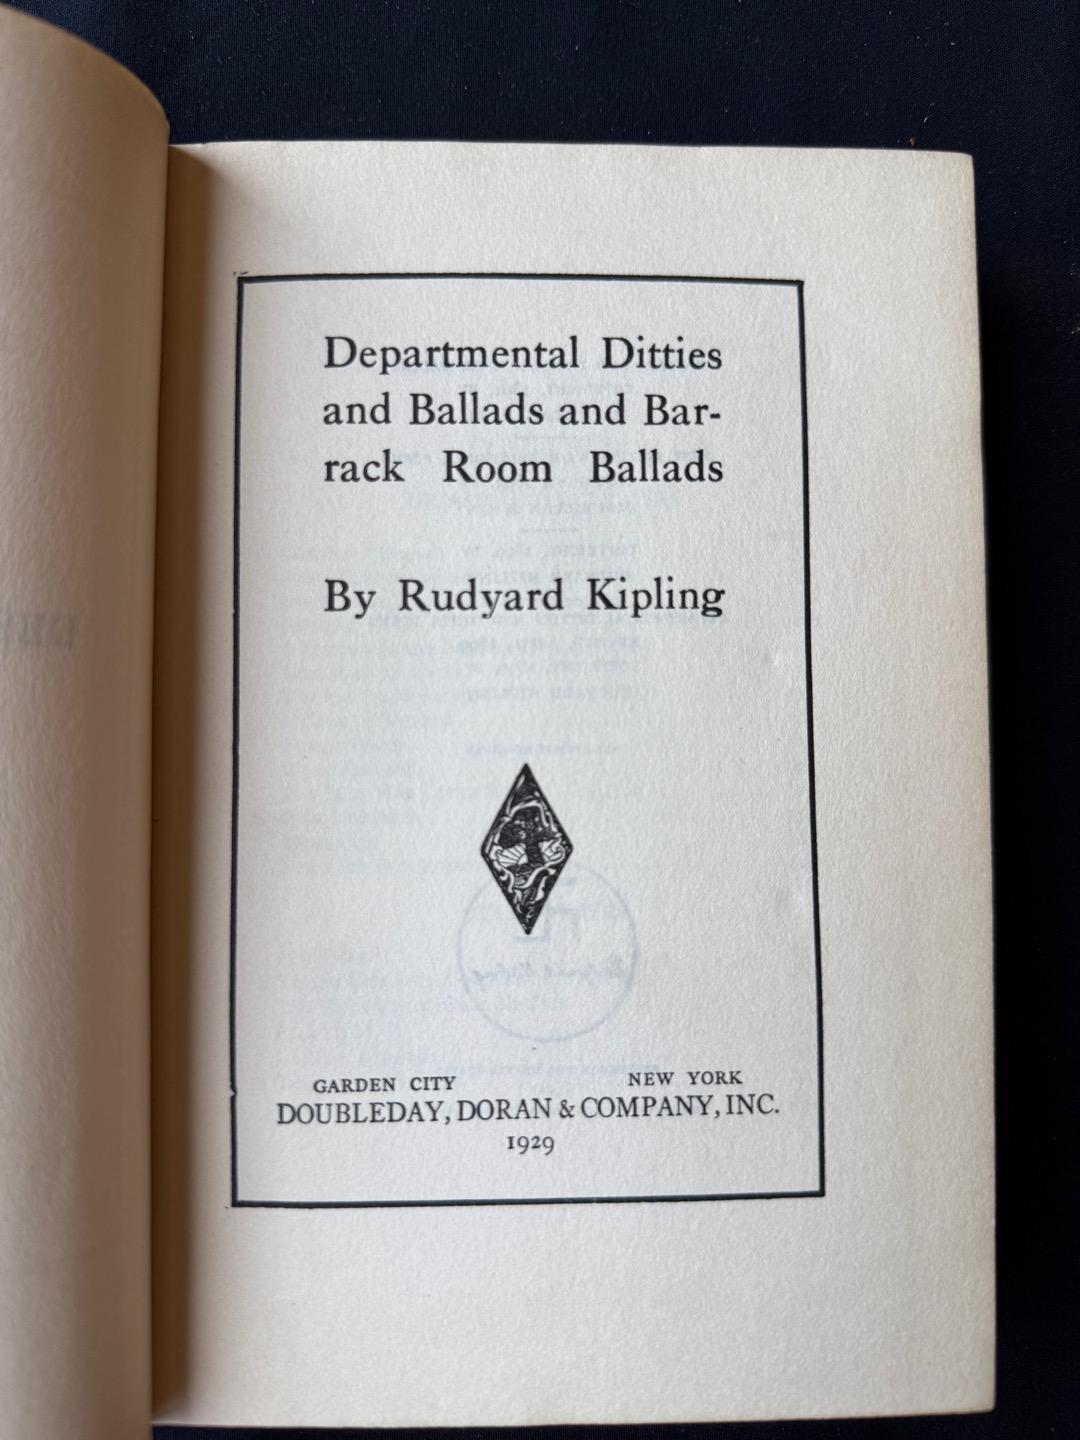 Departmental Ditties
and Ballads and Bar-
rack Room Ballads
By Rudyard Kipling
GARDEN CITY NEW YORK
DOUBLEDAY, DORAN & COMPANY, INC.
1929